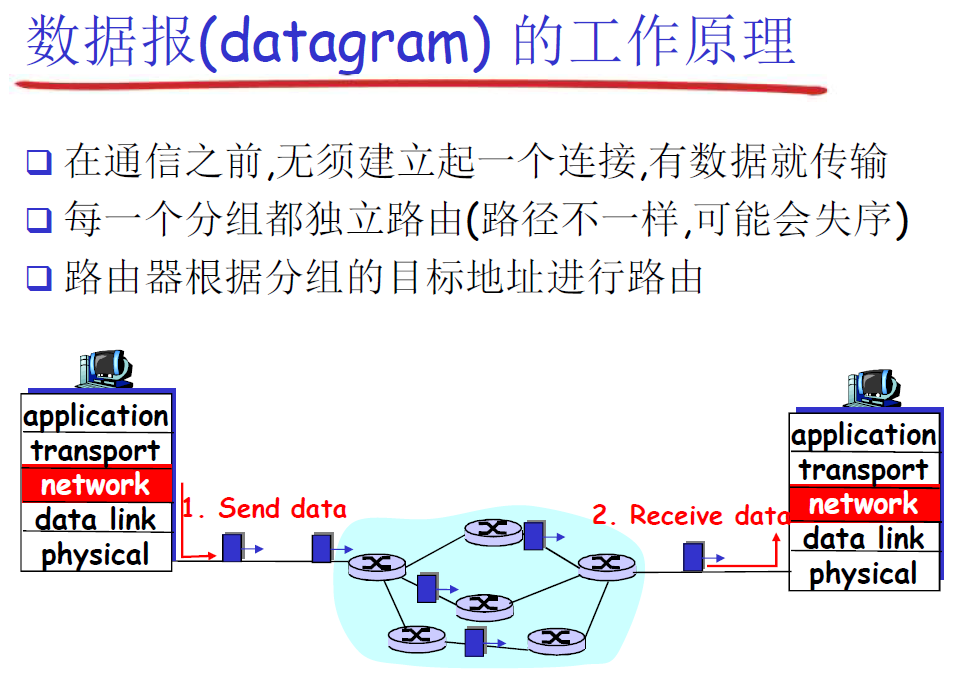 数据报(datagram) 的工作原理
在通信之前,无须建立起一个连接,有数据就传输
每一个分组都独立路由(路径不一样,可能会失序)
路由器根据分组的目标地址进行路由
application
transport
network
data link
physical
1. Send data
2. Receive data
application
transport
network
data link
physical